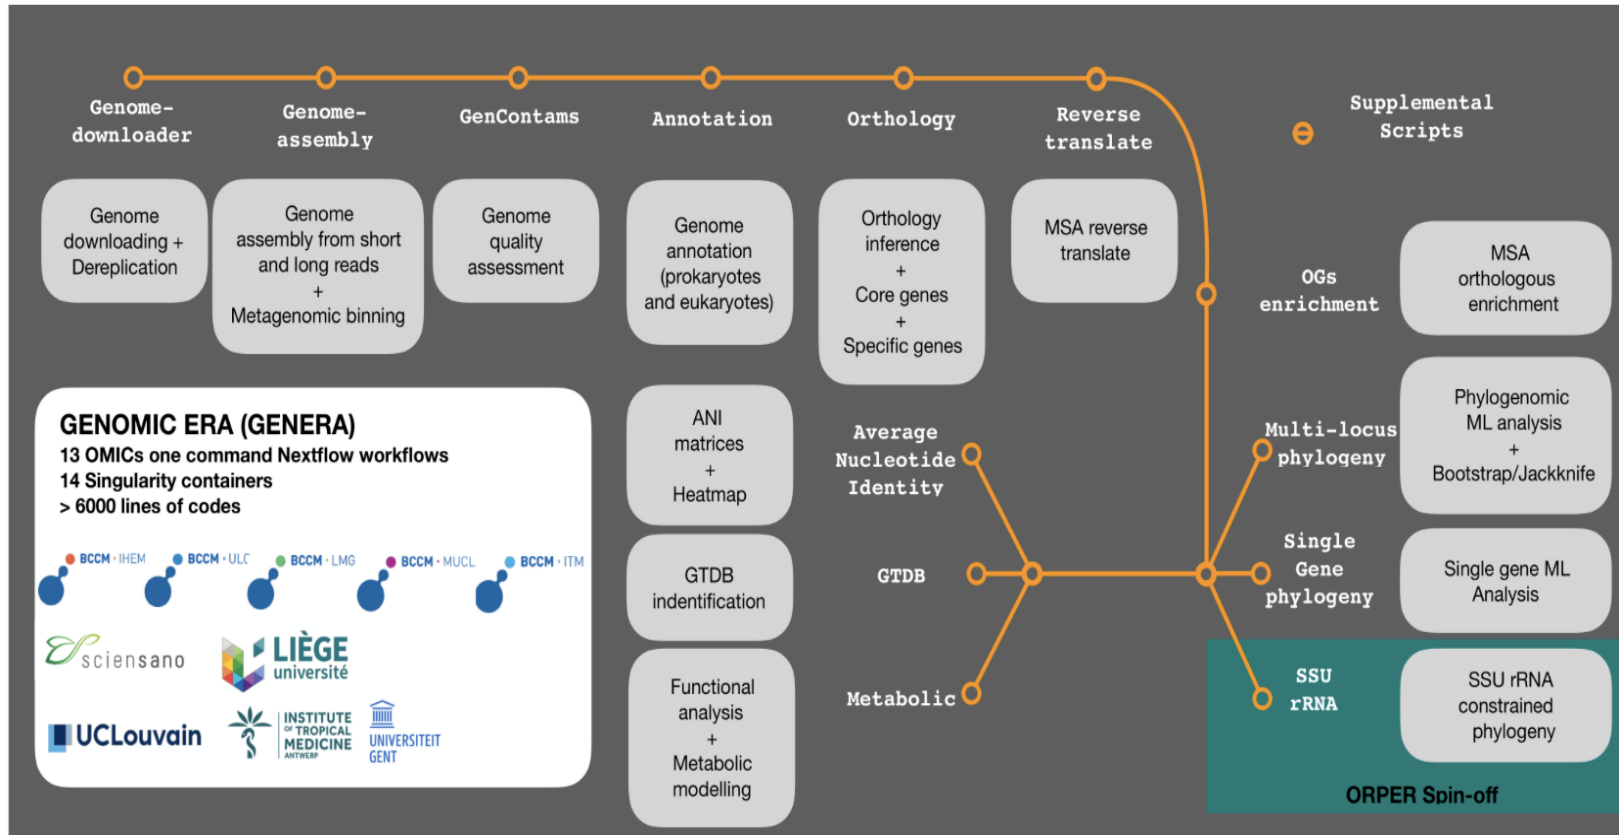 Genome-
downloader
Genome-
assembly
GenContams
Annotation
Orthology
Reverse
translate
Supplemental
Scripts
Genome
downloading +
Dereplication
Genome
assembly from short
and long reads
+
Metagenomic binning
Genome
quality
assessment
Genome
annotation
(prokaryotes
and eukaryotes)
Orthology
inference
+
Core genes
+
Specific genes
MSA reverse
translate
OGs
enrichment
MSA
orthologous
enrichment
GENOMIC ERA (GENERA)
13 OMICs one command Nextflow workflows
14 Singularity containers
> 6000 lines of codes
BCCM · IHEM
BCCM · ULC
BCCM · LMG
BCCM · MUCL
BCCM · ITM
sciensano
LIÈGE
université
UCLouvain
INSTITUTE
OF TROPICAL
MEDICINE
ANTWERP
UNIVERSITEIT
GENT
ANI
matrices
+
Heatmap
Average
Nucleotide
Identity
Multi-locus
phylogeny
Phylogenomic
ML analysis
+
Bootstrap/Jackknife
GTDB
indentification
GTDB
Single
Gene
phylogeny
Single gene ML
Analysis
Functional
analysis
+
Metabolic
modelling
Metabolic
SSU
rRNA
SSU rRNA
constrained
phylogeny
ORPER Spin-off